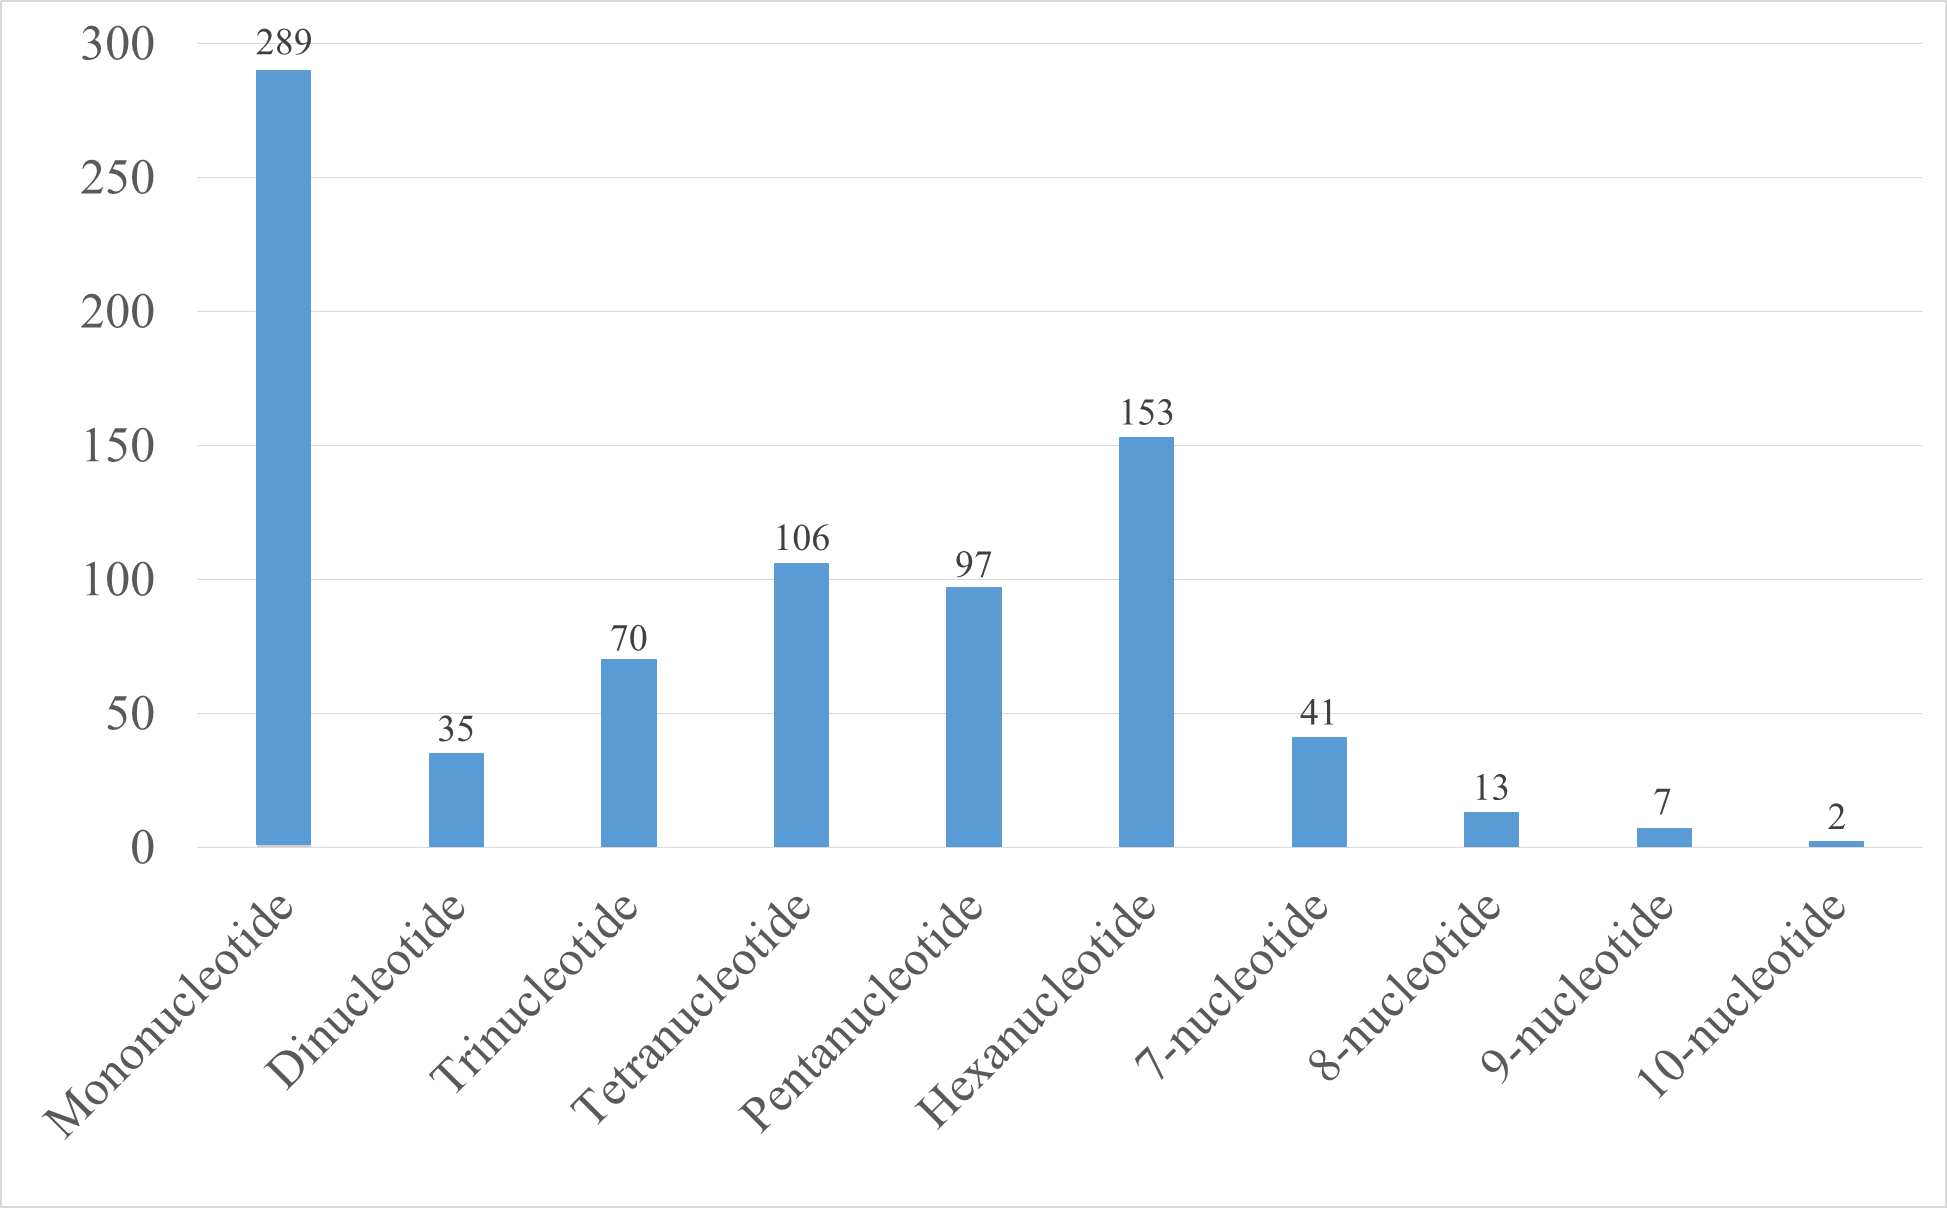 300
250
200
150
100
50
0
289
35
70
106
97
153
41
13
7
2
Mononucleotide
Dinucleotide
Trinucleotide
Tetranucleotide
Pentanucleotide
Hexanucleotide
7-nucleotide
8-nucleotide
9-nucleotide
10-nucleotide